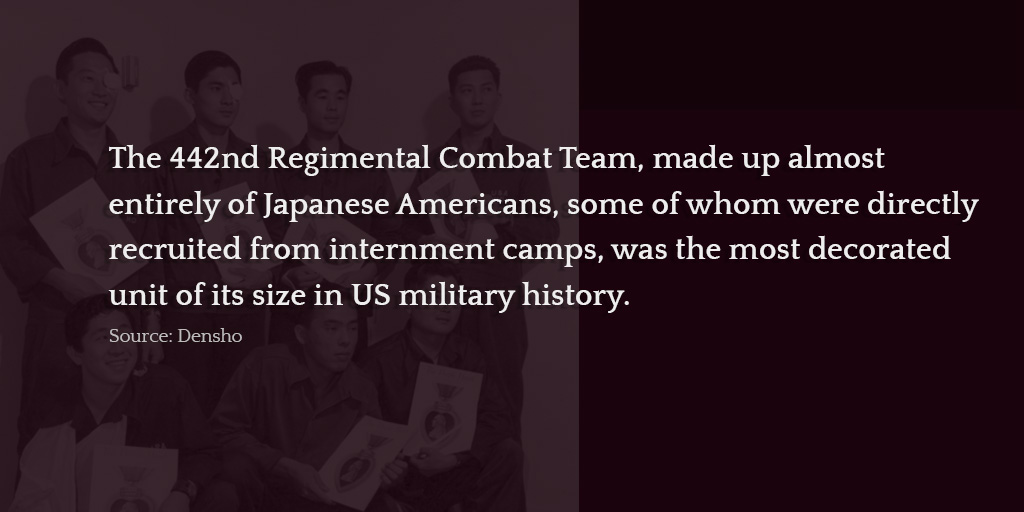 The 442nd Regimental Combat Team, made up almost
entirely of Japanese Americans, some of whom were directly
recruited from internment camps, was the most decorated
unit of its size in US military history.
Source: Densho